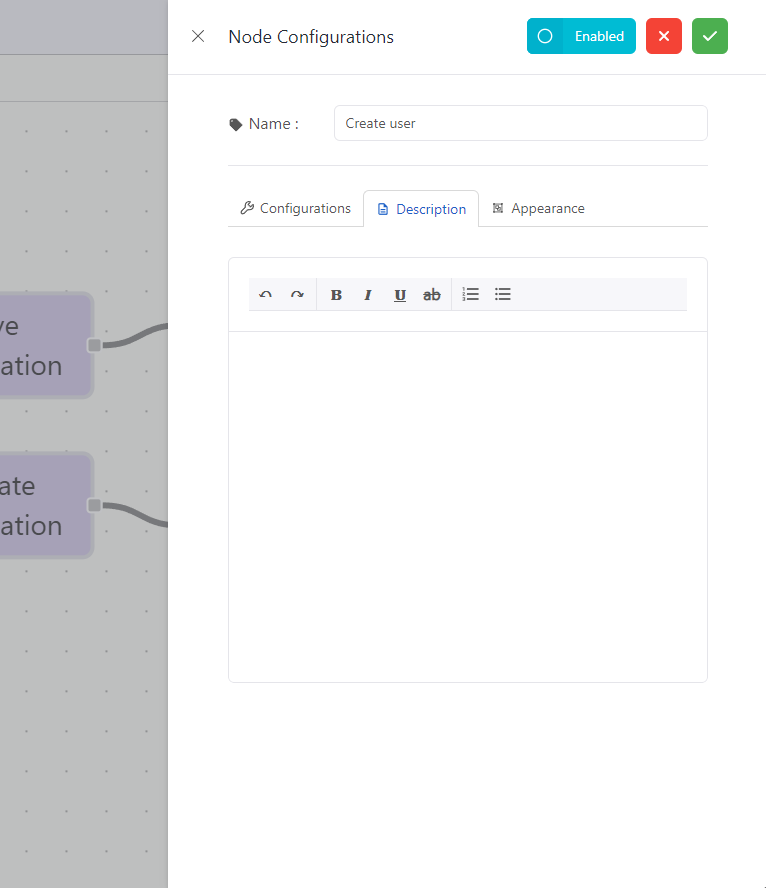 Node Configurations
Enabled
Name :
Create user
Configurations
Description
Appearance
B I U ab
ve
ation
ate
ation